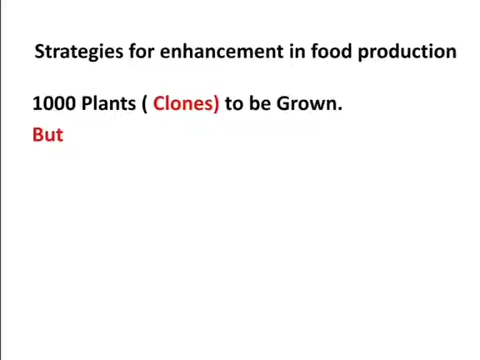 Strategies for enhancement in food production
1000 Plants ( Clones) to be Grown.
But